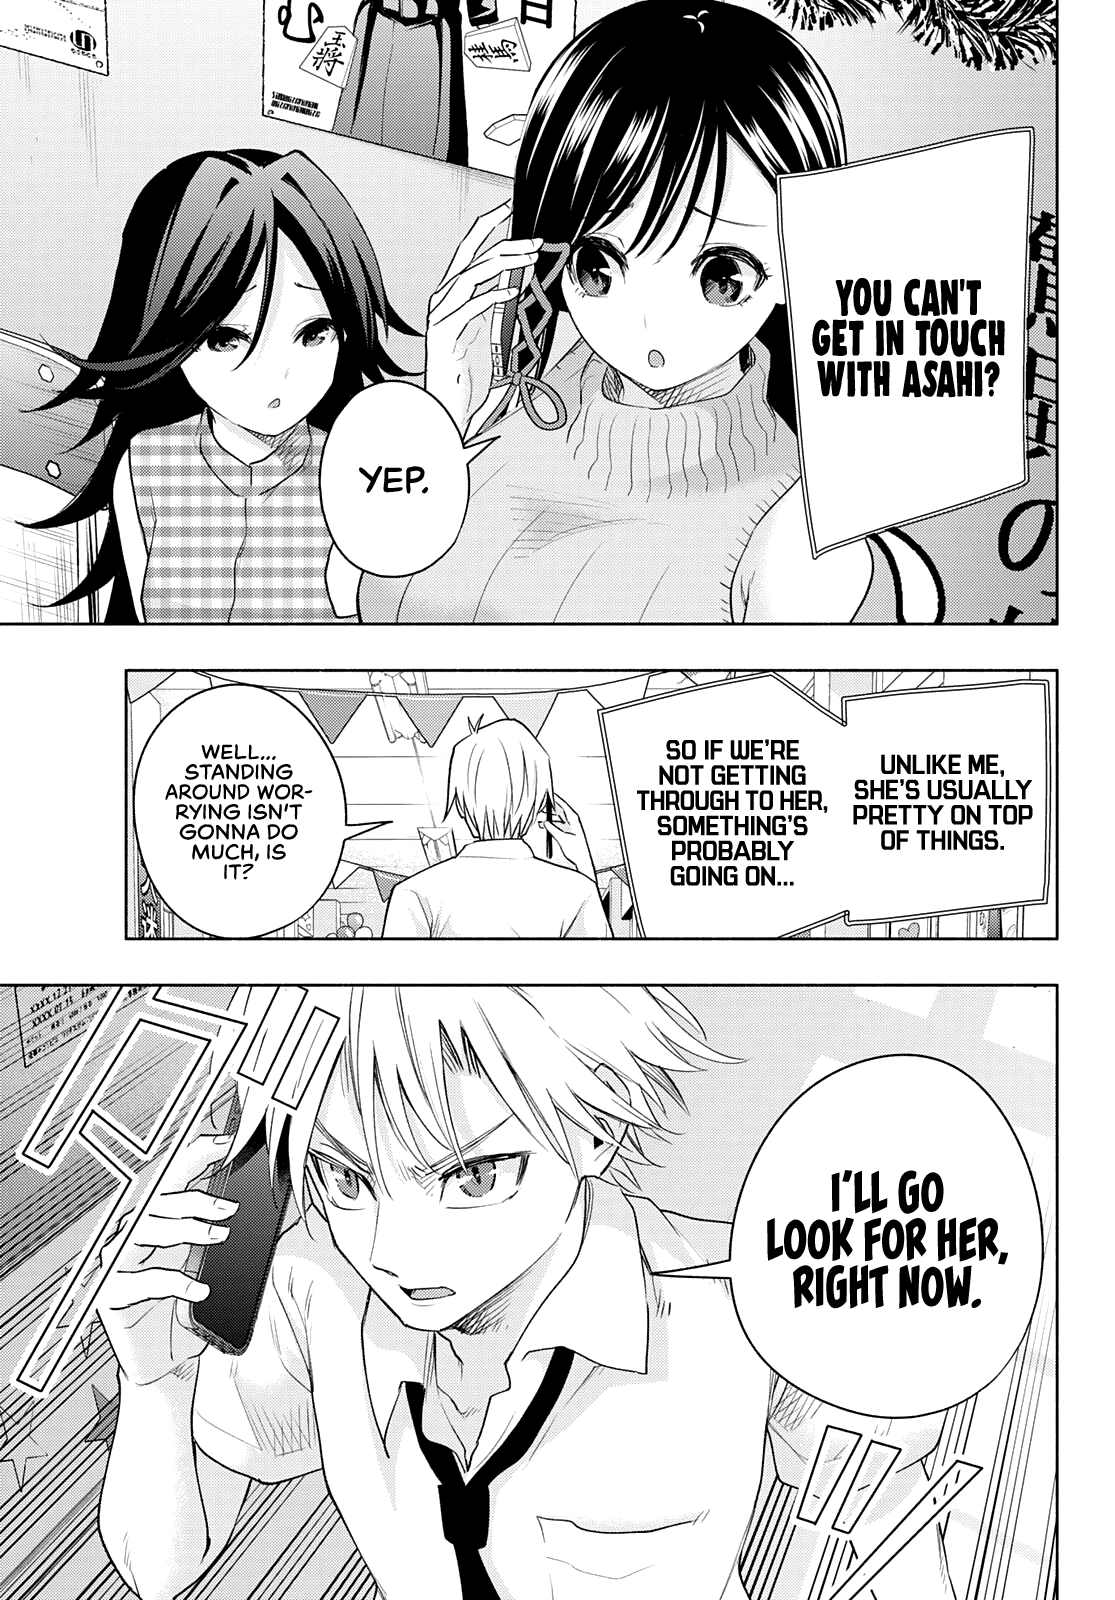 YOU CAN'T
GET IN TOUCH
WITH ASAHI?
YEP.
玉
將
UNLIKE ME,
SHE'S USUALLY
PRETTY ON TOP
OF THINGS.
SO IF WE'RE
NOT GETTING
THROUGH TO HER,
SOMETHING'S
PROBABLY
GOING ON...
WELL...
STANDING
AROUND WOR-
RYING ISN'T
GONNA DO
MUCH, IS
IT?
I'LL GO
LOOK FOR HER,
RIGHT NOW.